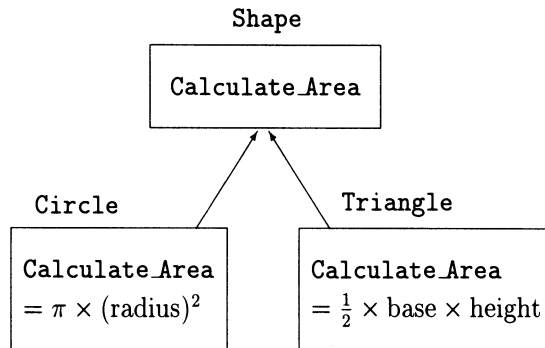 Shape
Calculate_Area
Circle
Triangle
Calculate_Area
= π × (radius)²
Calculate_Area
= ½ × base × height